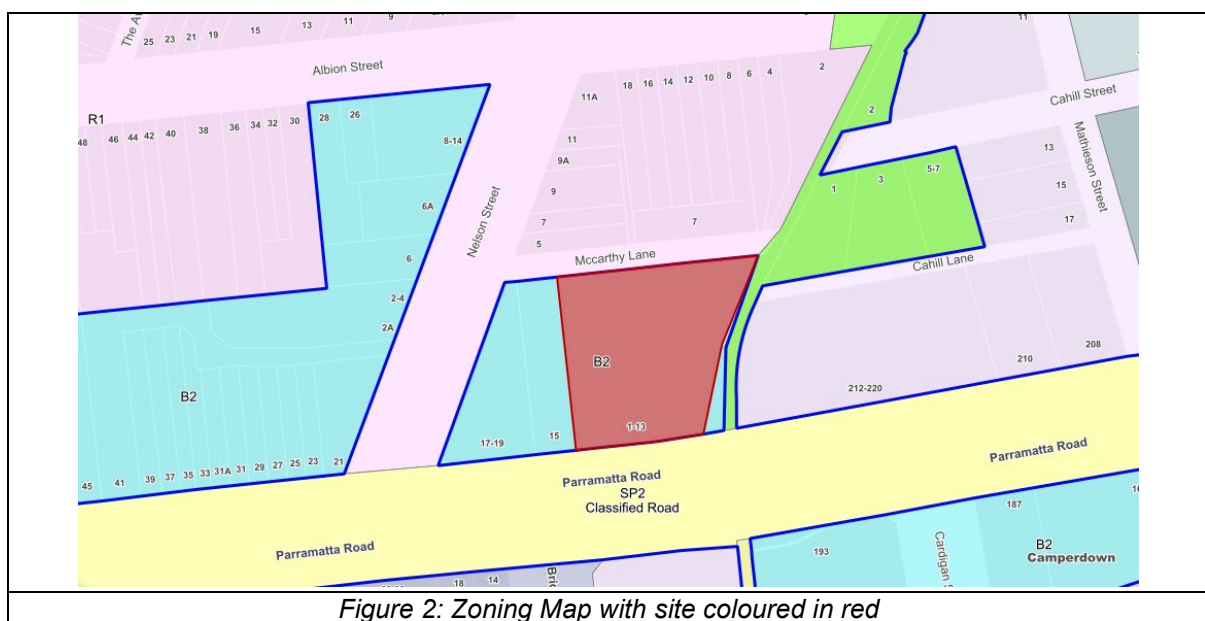 The A
25 23 21 19
15
13
11
9
11
Albion Street
R1
48 46 44 42 40 38 36 34 32 30 28 26
8-14
6A
6
2-4
2A
Nelson Street
11A
18 16 14 12 10 8 6 4 2
11
9A
9
7
5
7
Mccarthy Lane
2
Cahill Street
Mathieson Street
1 3 5-7
13
15
17
Cahill Lane
B2
B2
17-19 15 1-13
212-220
210
208
45 41 39 37 35 33 31A 31 29 27 25 23 21
Parramatta Road
SP2
Classified Road
Parramatta Road
Parramatta Road
193
187
B2
Camperdown
Cardigan S
18 14
Bri
Figure 2: Zoning Map with site coloured in red